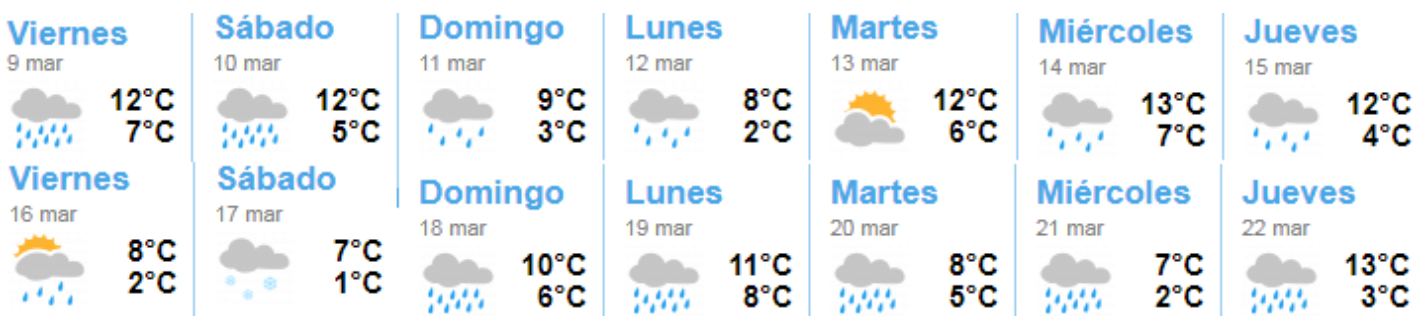 Viernes
9 mar
12°C
7°C
Sábado
10 mar
12°C
5°C
Domingo
11 mar
9°C
3°C
Lunes
12 mar
8°C
2°C
Martes
13 mar
12°C
6°C
Miércoles
14 mar
13°C
7°C
Jueves
15 mar
12°C
4°C
Viernes
16 mar
8°C
2°C
Sábado
17 mar
7°C
1°C
Domingo
18 mar
10°C
6°C
Lunes
19 mar
11°C
8°C
Martes
20 mar
8°C
5°C
Miércoles
21 mar
7°C
2°C
Jueves
22 mar
13°C
3°C